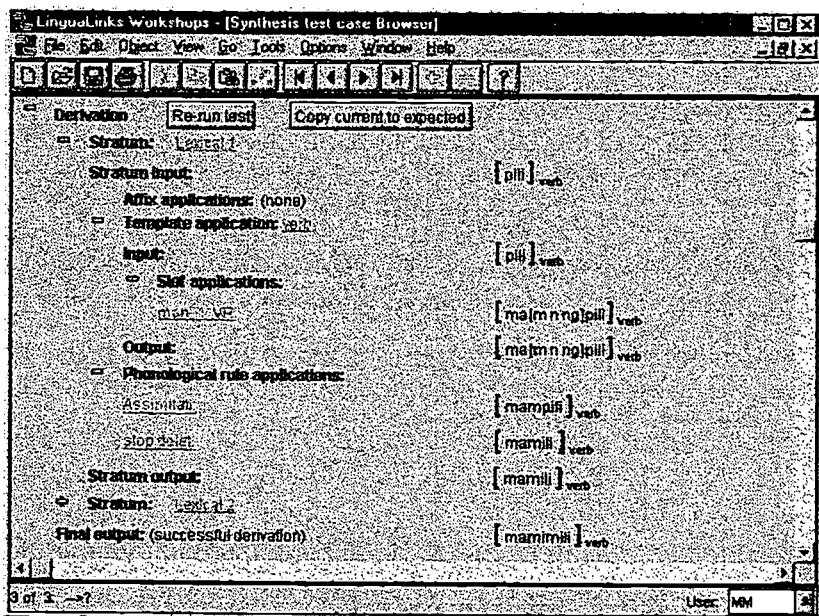 LinguaLinks Workshops - [Synthesis test case Browser]
File Edit Object View Go Tools Options Window Help
Derivation Re-run test Copy current to expected
Stratum: Lexical 1
Stratum input: [ pili ] verb
Affix applications: (none)
Template application: verb
Input: [ pili ] verb
Slot applications:
[ ma[m n ng]pili ] verb
Output: [ ma[m n ng]pili ] verb
Phonological rule applications:
Assimilati [ mampili ] verb
stop delet [ mamili ] verb
Stratum output: [ mamili ] verb
Stratum: Lexical 2
Final output: (successful derivation) [ mamimili ] verb
3 of 3 -->? User: MM